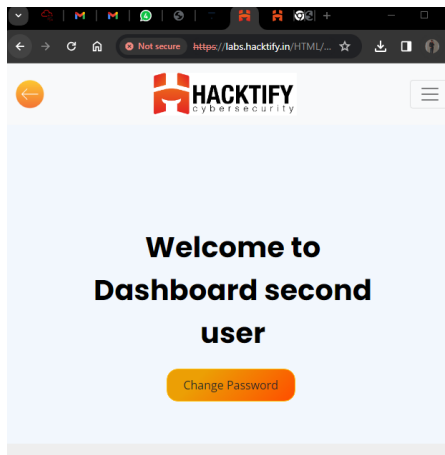 Not secure https://labs.hacktify.in/HTML/...
HACKTIFY
cybersecurity
Welcome to
Dashboard second
user
Change Password